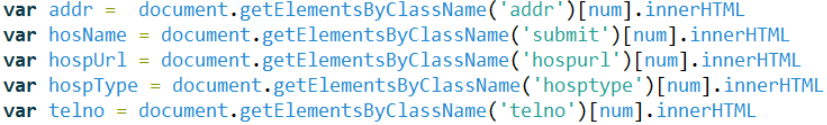 var addr =  document.getElementsByClassName('addr')[num].innerHTML
var hosName = document.getElementsByClassName('submit')[num].innerHTML
var hospUrl = document.getElementsByClassName('hospurl')[num].innerHTML
var hospType = document.getElementsByClassName('hosptype')[num].innerHTML
var telno = document.getElementsByClassName('telno')[num].innerHTML